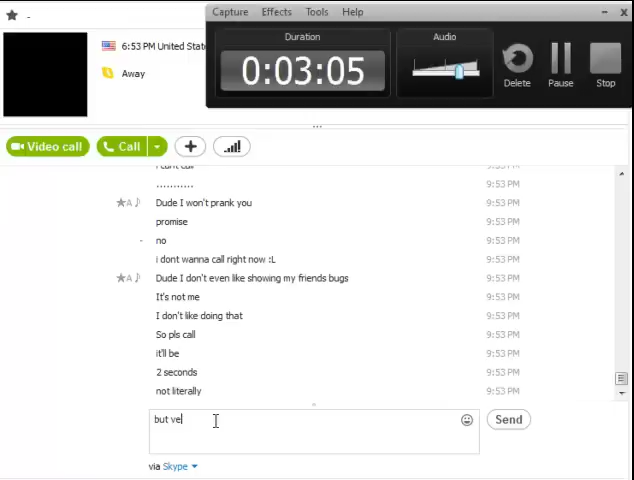 Capture Effects Tools Help
Duration
Audio
0:03:05
Delete Pause Stop
-
6:53 PM United State
Away
Video call
Call
i cant call 9:53 PM
........... 9:53 PM
★A♪ Dude I won't prank you 9:53 PM
promise 9:53 PM
- no 9:53 PM
i dont wanna call right now :L 9:53 PM
★A♪ Dude I don't even like showing my friends bugs 9:53 PM
It's not me 9:53 PM
I don't like doing that 9:53 PM
So pls call 9:53 PM
it'll be 9:53 PM
2 seconds 9:53 PM
not literally 9:53 PM
but ve
Send
via Skype